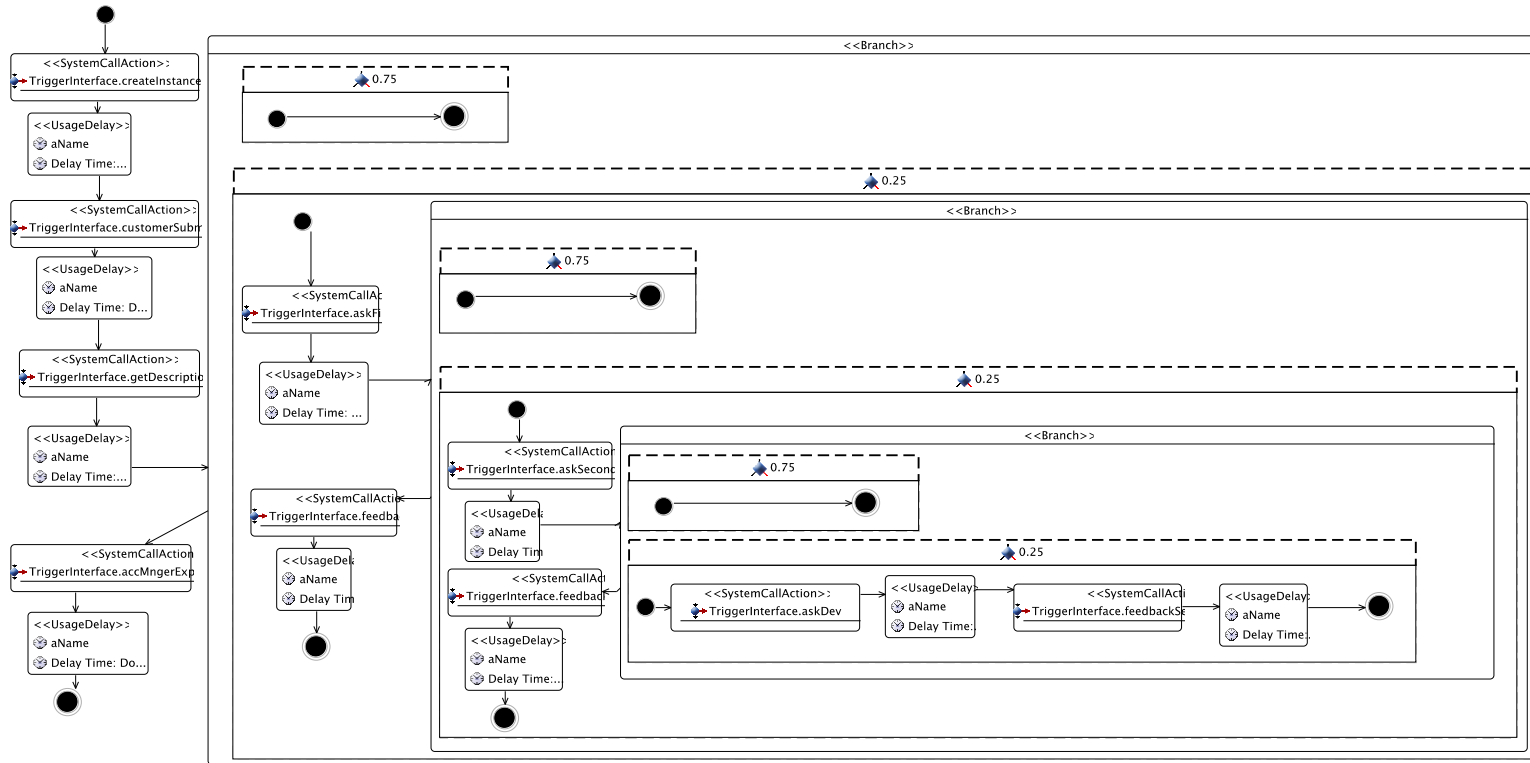 <<SystemCallAction>>
TriggerInterface.createInstance
<<UsageDelay>>
aName
Delay Time:...
<<SystemCallAction>>
TriggerInterface.customerSubm
<<UsageDelay>>
aName
Delay Time: D...
<<SystemCallAction>>
TriggerInterface.getDescriptio
<<UsageDelay>>
aName
Delay Time:...
<<SystemCallAction
TriggerInterface.accMngerExp
<<UsageDelay>>
aName
Delay Time: Do...
<<Branch>>
0.75
0.25
<<SystemCallAc
TriggerInterface.askFi
<<UsageDelay>>
aName
Delay Time: ...
<<SystemCallActio
TriggerInterface.feedba
<<UsageDela
aName
Delay Tim
<<Branch>>
0.75
0.25
<<SystemCallAction
TriggerInterface.askSecond
<<UsageDel
aName
Delay Tim
<<SystemCallAct
TriggerInterface.feedbac
<<UsageDelay>
aName
Delay Time:...
<<Branch>>
0.75
0.25
<<SystemCallAction>>
TriggerInterface.askDev
<<UsageDelay>
aName
Delay Time:.
<<SystemCallActi
TriggerInterface.feedbackSe
<<UsageDelay
aName
Delay Time:.